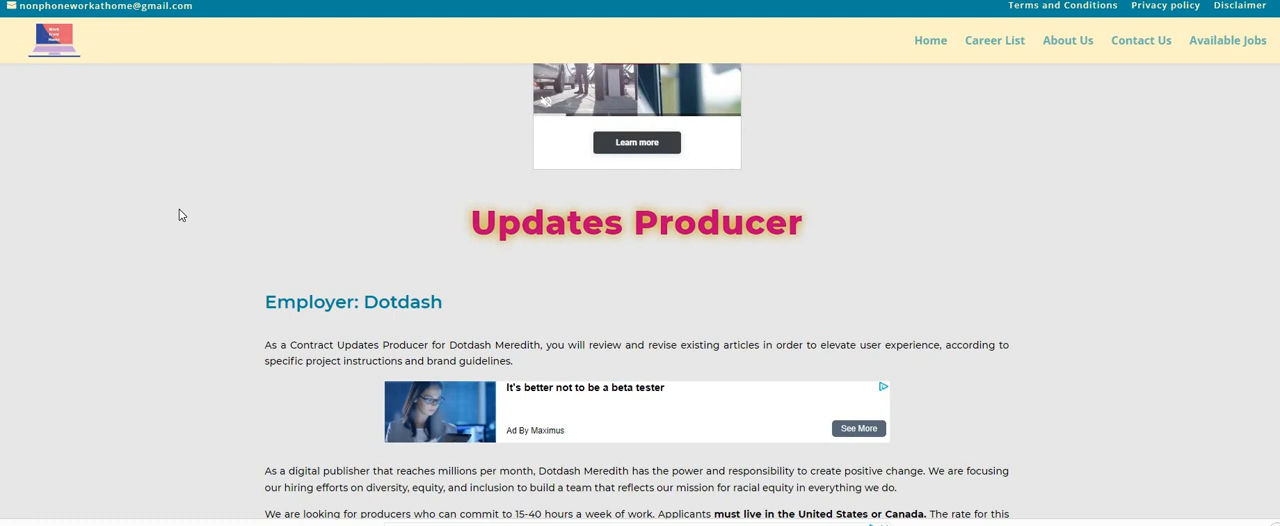 nonphoneworkathome@gmail.com
Terms and Conditions Privacy policy Disclaimer
Work
From
Home
Home Career List About Us Contact Us Available Jobs
Learn more
Updates Producer
Employer: Dotdash
As a Contract Updates Producer for Dotdash Meredith, you will review and revise existing articles in order to elevate user experience, according to
specific project instructions and brand guidelines.
It's better not to be a beta tester
Ad By Maximus
See More
As a digital publisher that reaches millions per month, Dotdash Meredith has the power and responsibility to create positive change. We are focusing
our hiring efforts on diversity, equity, and inclusion to build a team that reflects our mission for racial equity in everything we do.
We are looking for producers who can commit to 15-40 hours a week of work. Applicants must live in the United States or Canada. The rate for this